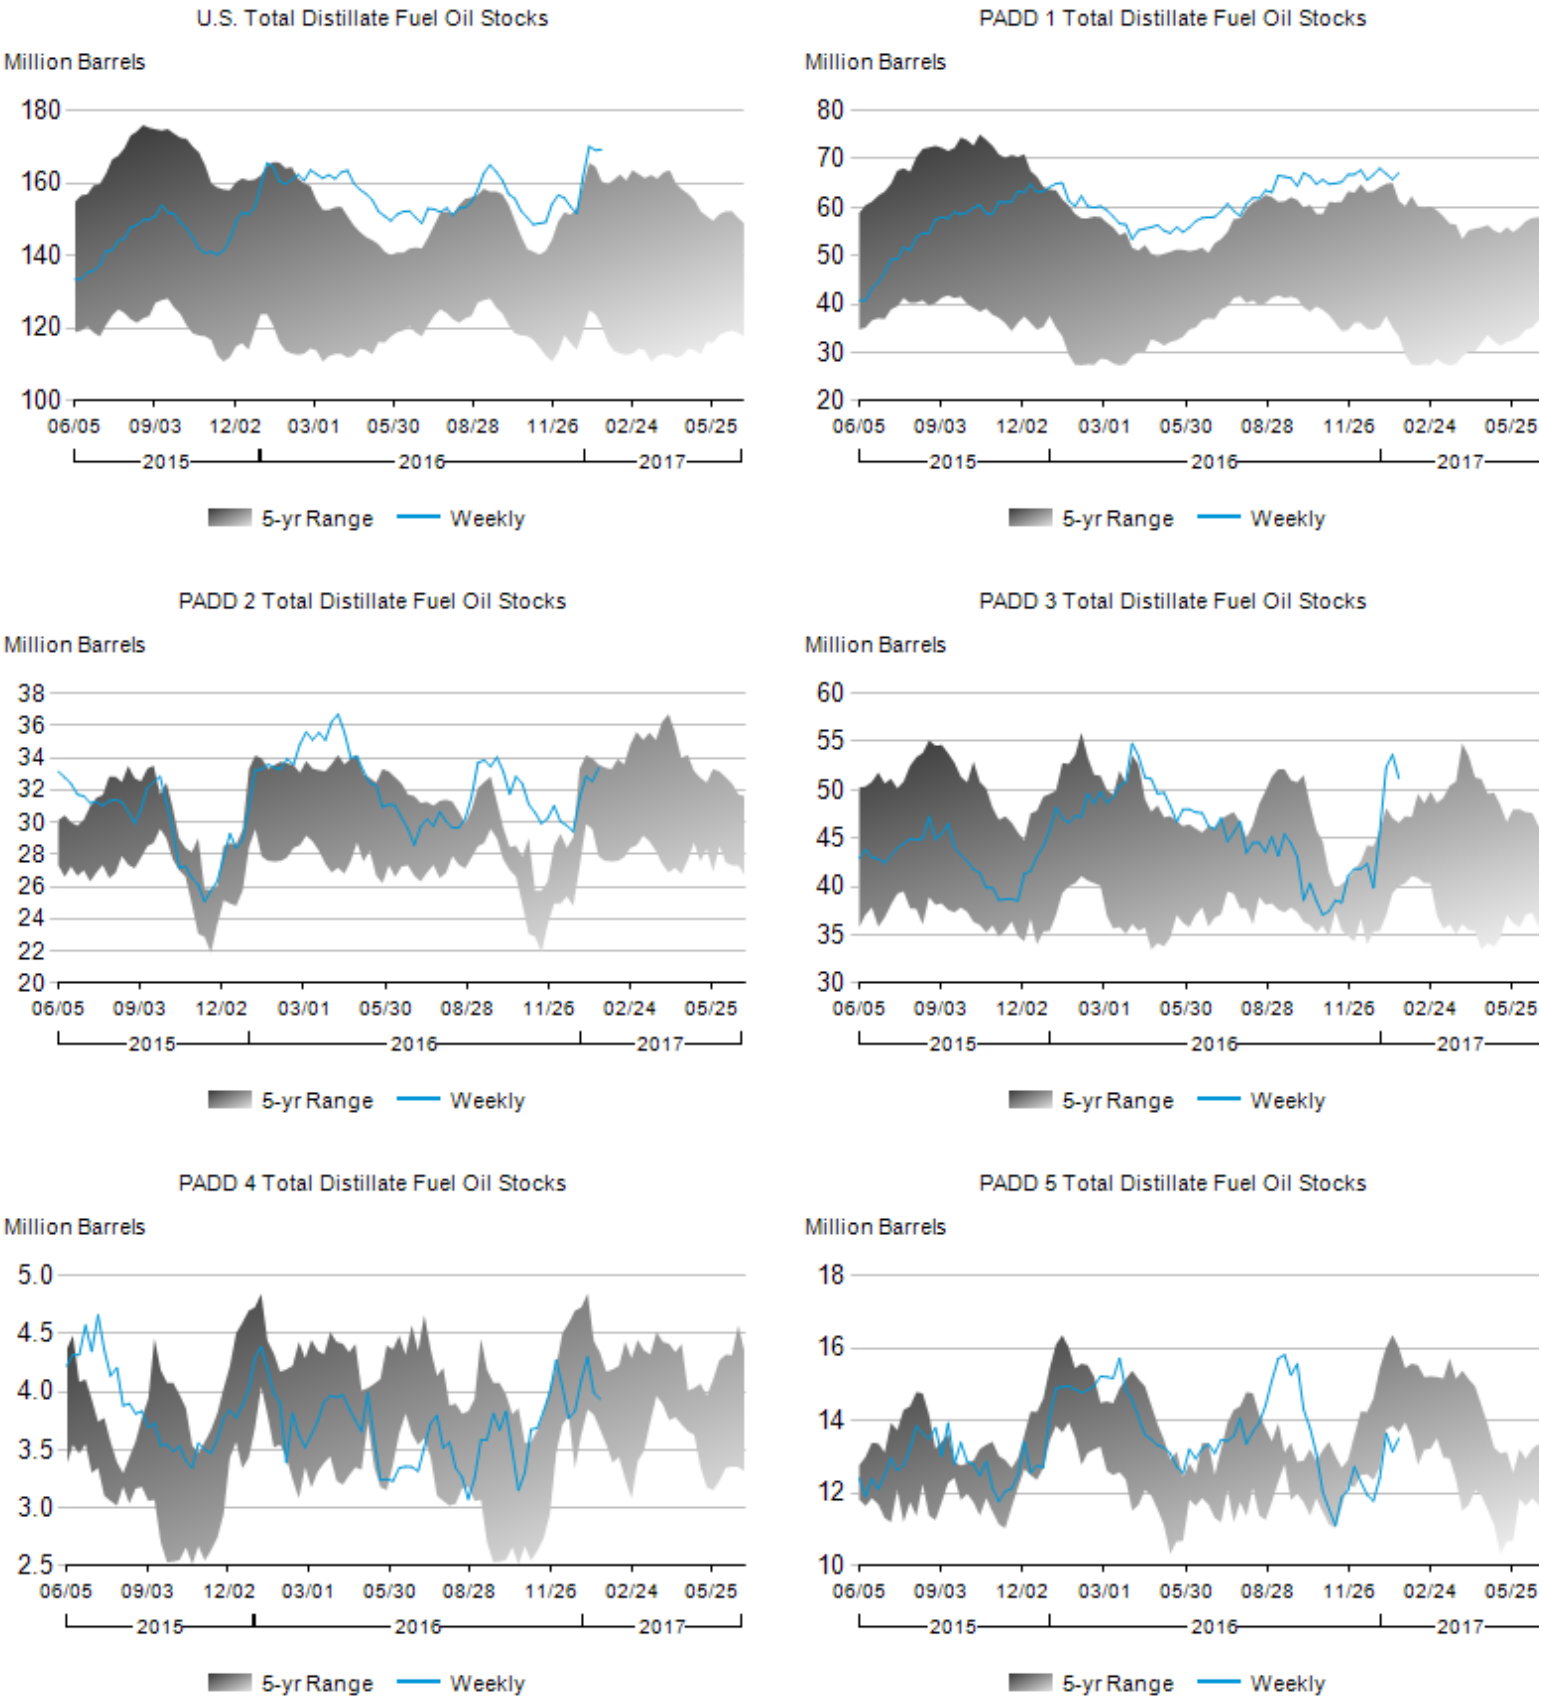 U.S. Total Distillate Fuel Oil Stocks
Million Barrels
180
160
140
120
100
06/05 09/03 12/02 03/01 05/30 08/28 11/26 02/24 05/25
2015 2016 2017
5-yr Range Weekly
PADD 1 Total Distillate Fuel Oil Stocks
Million Barrels
80
70
60
50
40
30
20
06/05 09/03 12/02 03/01 05/30 08/28 11/26 02/24 05/25
2015 2016 2017
5-yr Range Weekly
PADD 2 Total Distillate Fuel Oil Stocks
Million Barrels
38
36
34
32
30
28
26
24
22
20
06/05 09/03 12/02 03/01 05/30 08/28 11/26 02/24 05/25
2015 2016 2017
5-yr Range Weekly
PADD 3 Total Distillate Fuel Oil Stocks
Million Barrels
60
55
50
45
40
35
30
06/05 09/03 12/02 03/01 05/30 08/28 11/26 02/24 05/25
2015 2016 2017
5-yr Range Weekly
PADD 4 Total Distillate Fuel Oil Stocks
Million Barrels
5.0
4.5
4.0
3.5
3.0
2.5
06/05 09/03 12/02 03/01 05/30 08/28 11/26 02/24 05/25
2015 2016 2017
5-yr Range Weekly
PADD 5 Total Distillate Fuel Oil Stocks
Million Barrels
18
16
14
12
10
06/05 09/03 12/02 03/01 05/30 08/28 11/26 02/24 05/25
2015 2016 2017
5-yr Range Weekly